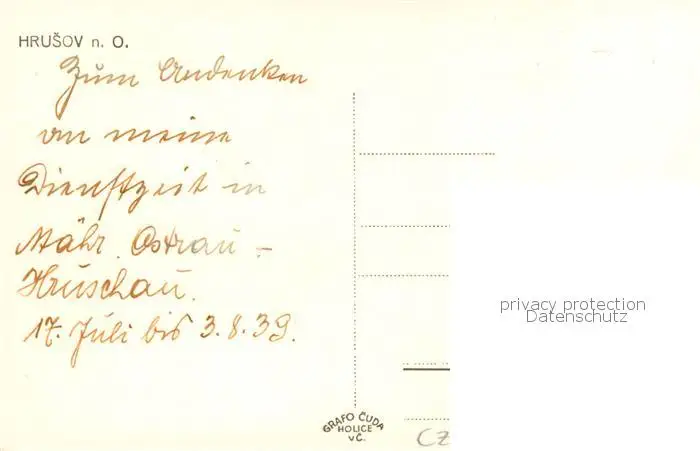 HRUŠOV n. O.
Zum Andenken
an meine
Dienstzeit in
Mähr. Ostrau -
Hruschau.
17. Juli bis 3.8.39.
privacy protection
Datenschutz
GRAFO ČUDA
HOLICE
v Č.
CZ